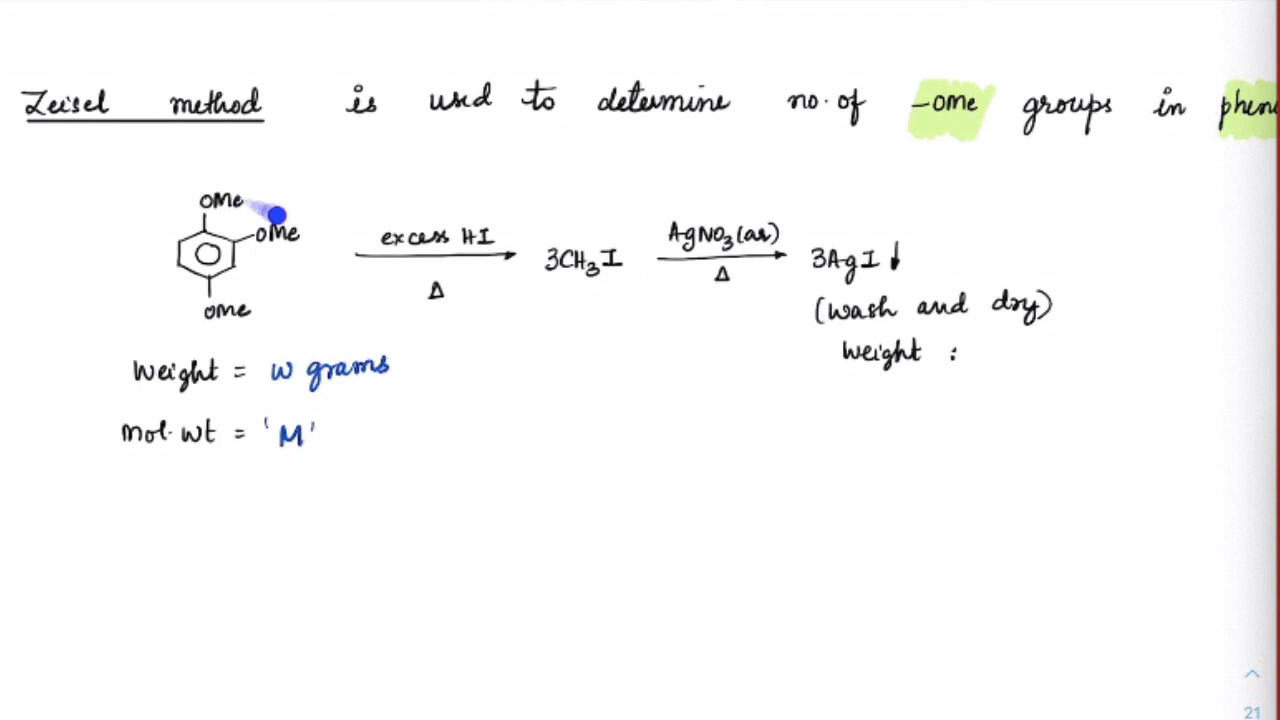 Zeisel method is used to determine no. of -OMe groups in phen
OMe
OMe
OMe
excess HI
Δ
3CH₃I
AgNO₃(aq)
Δ
3AgI↓
(wash and dry)
Weight :
Weight = w grams
mol. wt = 'M'
21